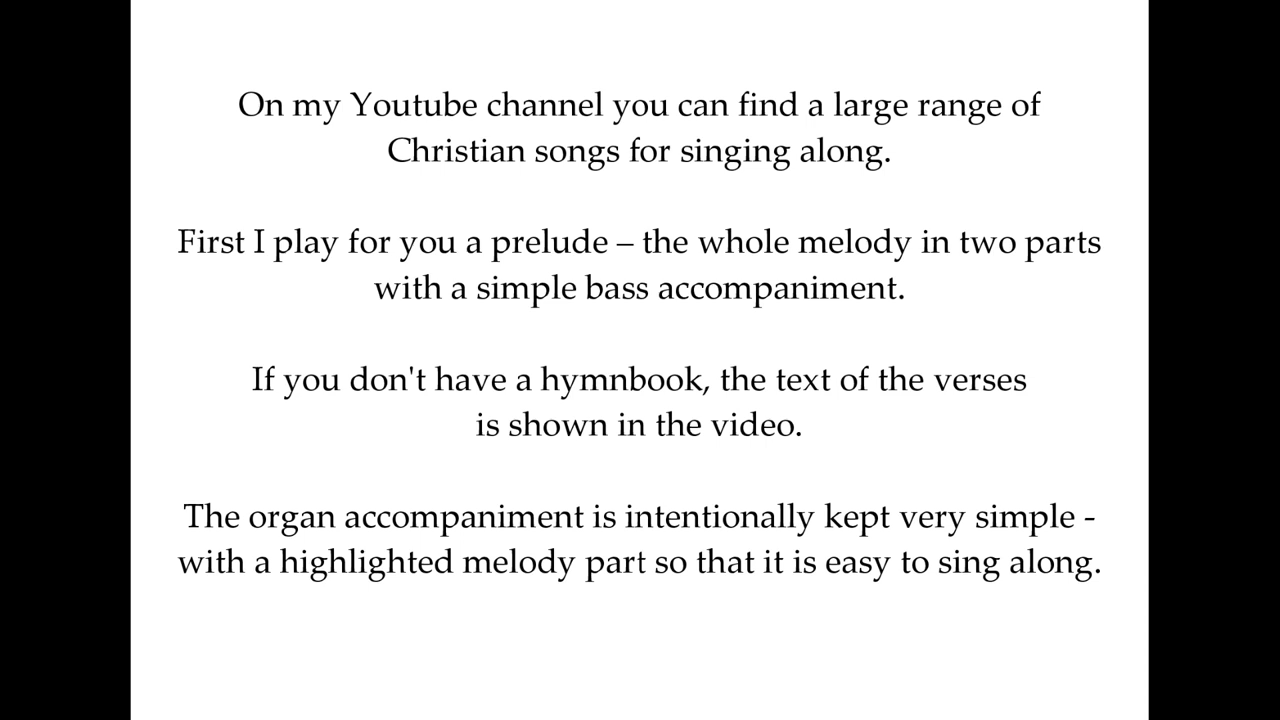 On my Youtube channel you can find a large range of
Christian songs for singing along.
First I play for you a prelude – the whole melody in two parts
with a simple bass accompaniment.
If you don't have a hymnbook, the text of the verses
is shown in the video.
The organ accompaniment is intentionally kept very simple -
with a highlighted melody part so that it is easy to sing along.